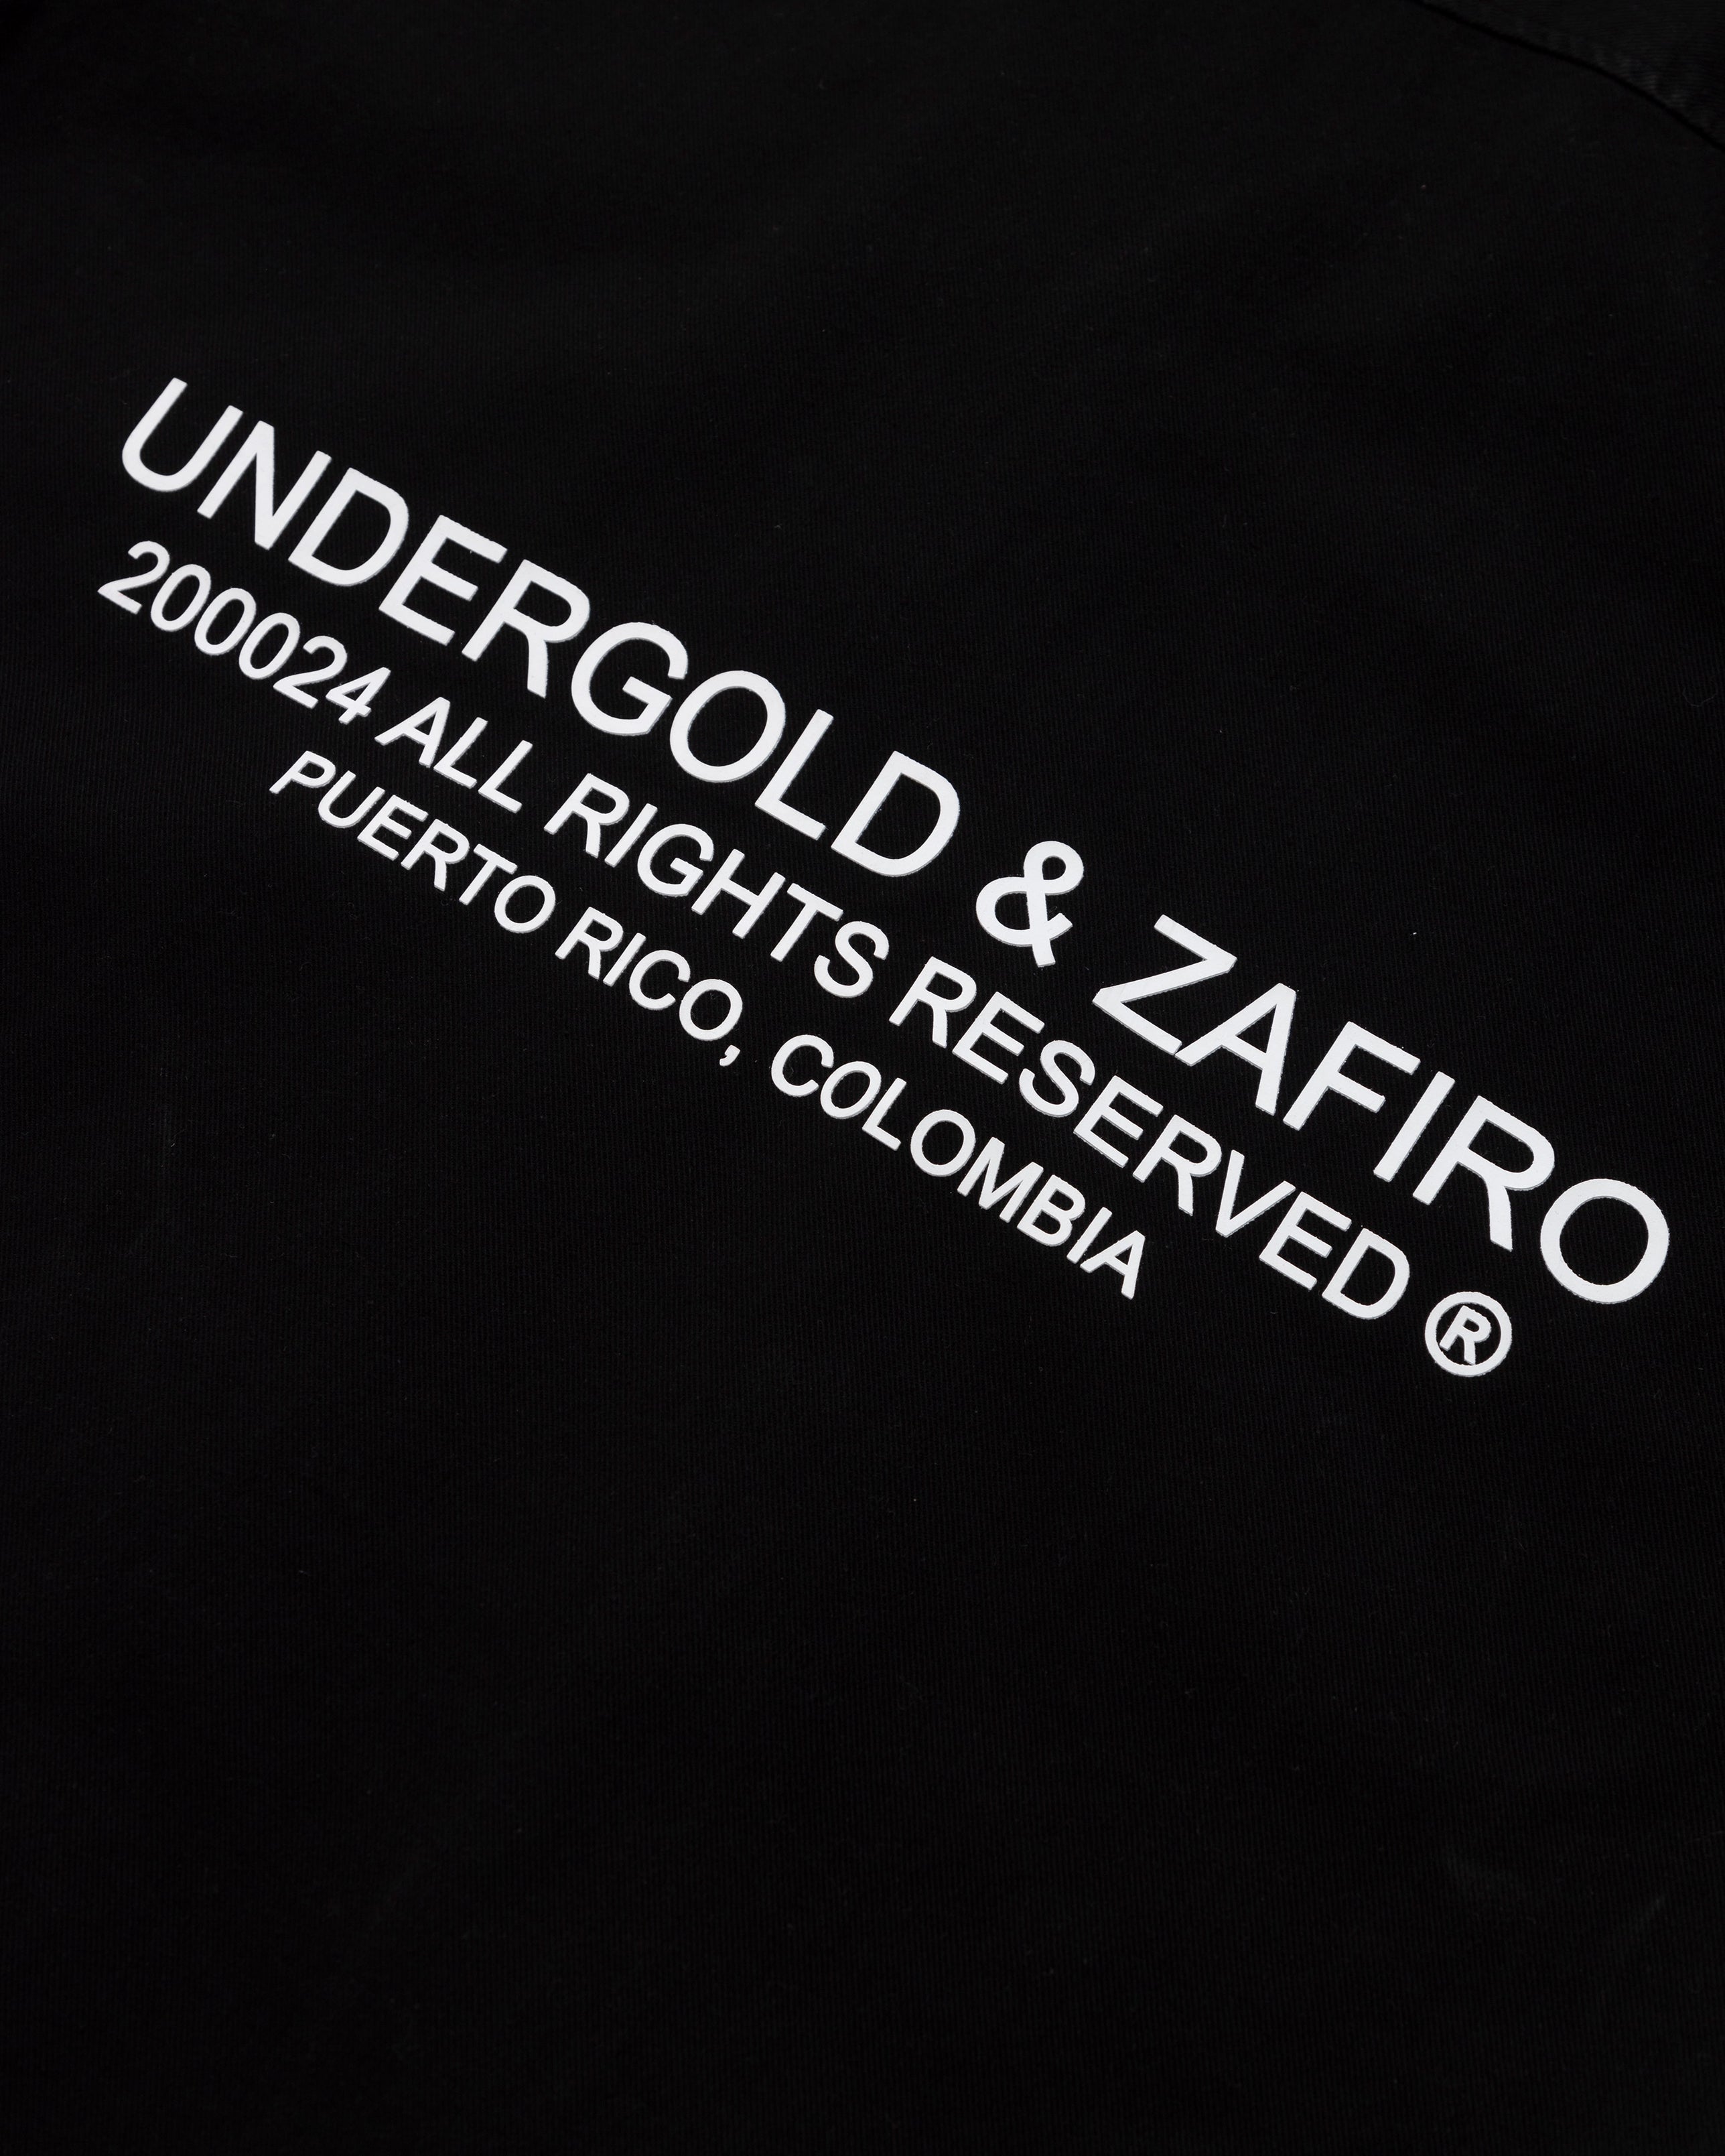 UNDERGOLD & ZAFIRO
200024 ALL RIGHTS RESERVED ®
PUERTO RICO, COLOMBIA